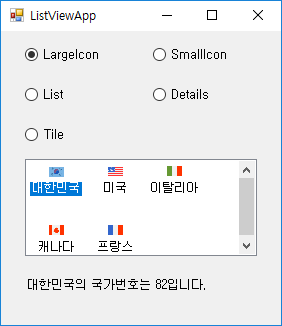 ListViewApp
LargeIcon SmallIcon
List Details
Tile
대한민국 미국 이탈리아
캐나다 프랑스
대한민국의 국가번호는 82입니다.